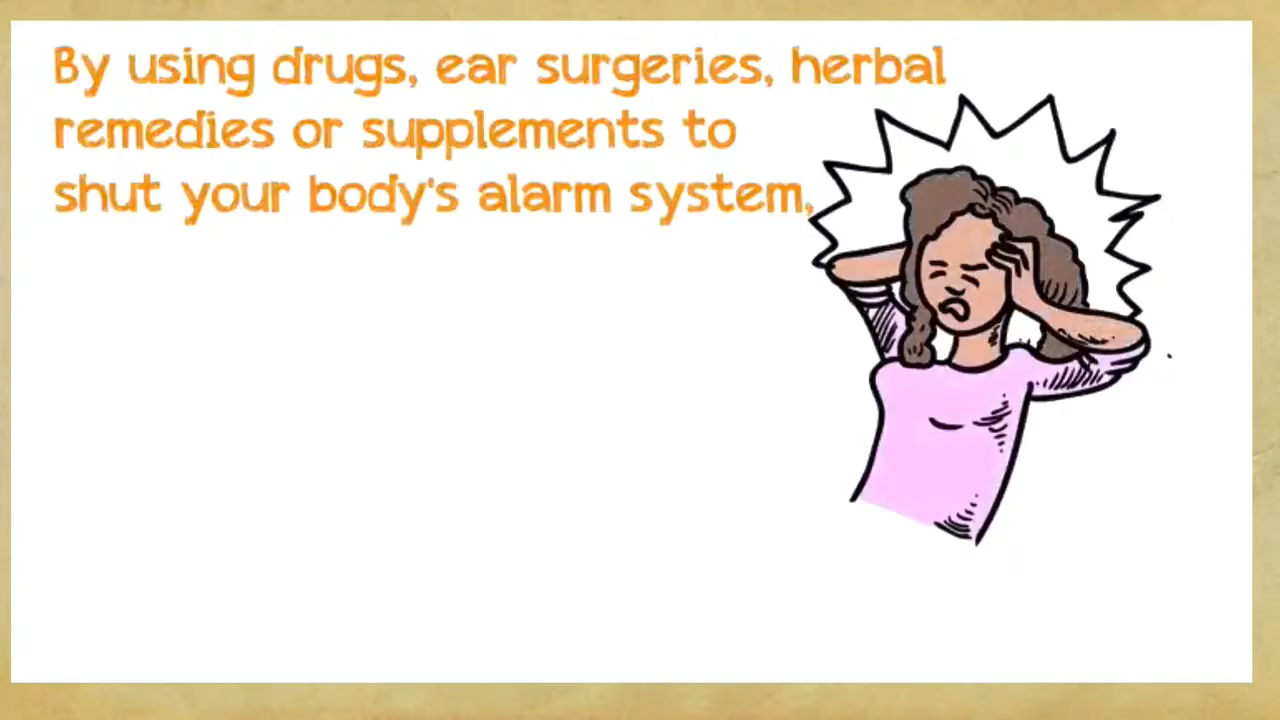 By using drugs, ear surgeries, herbal
remedies or supplements to
shut your body's alarm system,